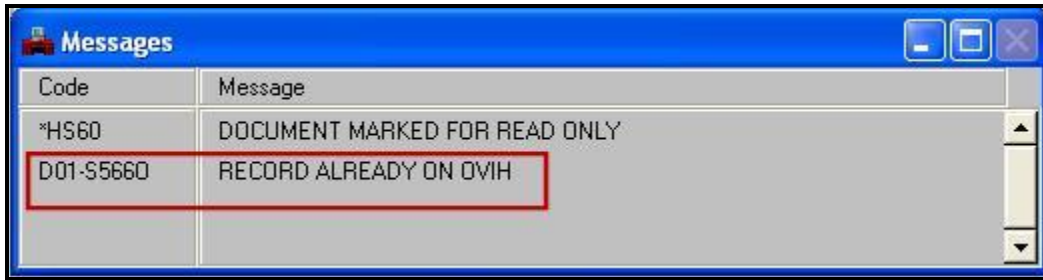 Messages
Code Message
*HS60 DOCUMENT MARKED FOR READ ONLY
D01-S5660 RECORD ALREADY ON OVIH